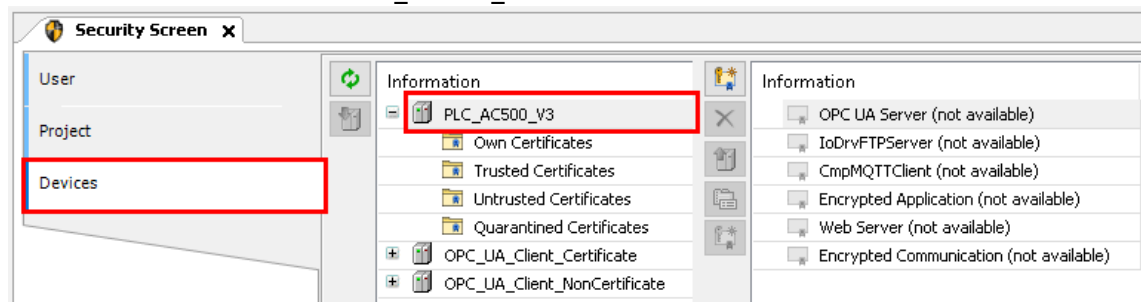 Security Screen x
User
Project
Devices
Information
PLC_AC500_V3
Own Certificates
Trusted Certificates
Untrusted Certificates
Quarantined Certificates
OPC_UA_Client_Certificate
OPC_UA_Client_NonCertificate
Information
OPC UA Server (not available)
IoDrvFTPServer (not available)
CmpMQTTClient (not available)
Encrypted Application (not available)
Web Server (not available)
Encrypted Communication (not available)